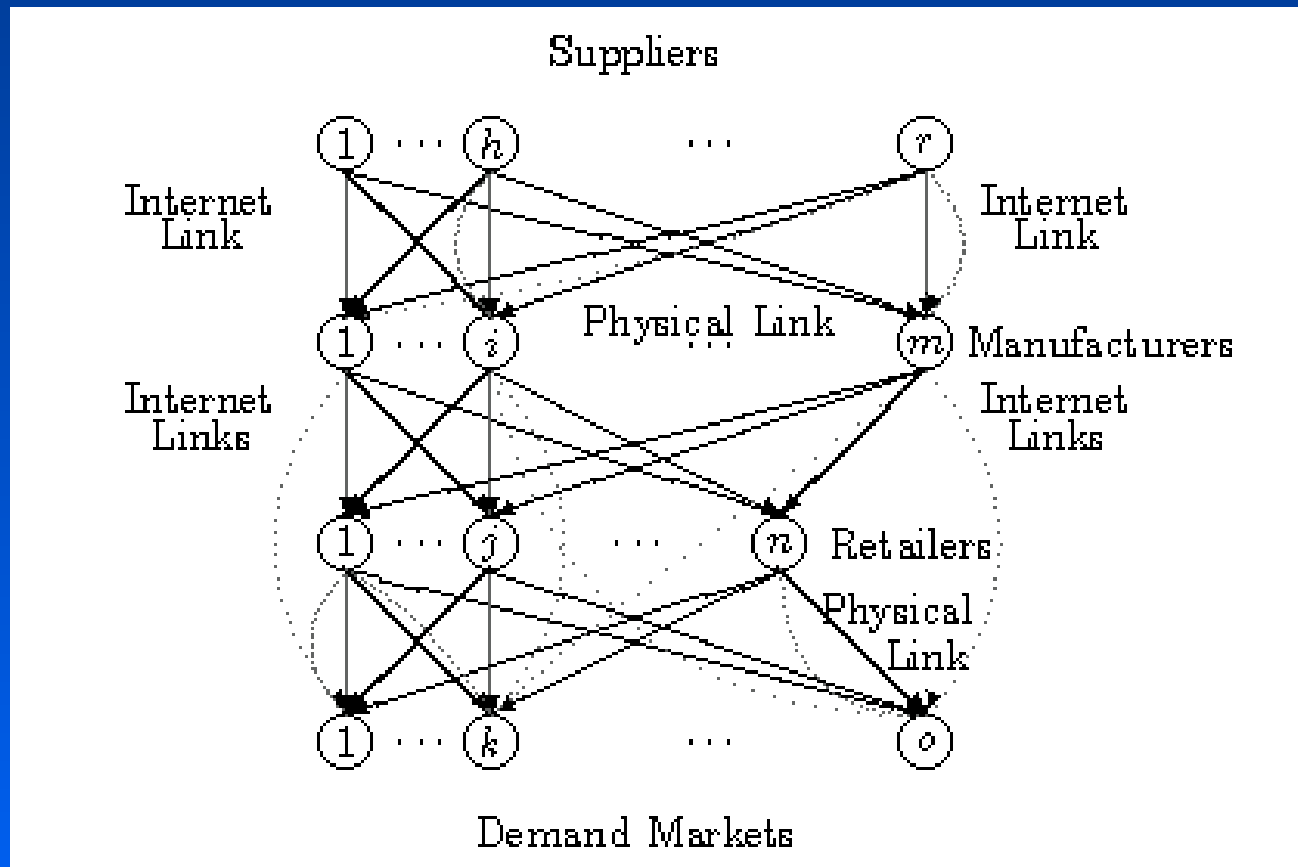 Suppliers
1 ... h ... r
Internet
Link
Internet
Link
Physical Link
1 ... i ... m Manufacturers
Internet
Links
Internet
Links
1 ... j ... n Retailers
Physical
Link
1 ... k ... o
Demand Markets